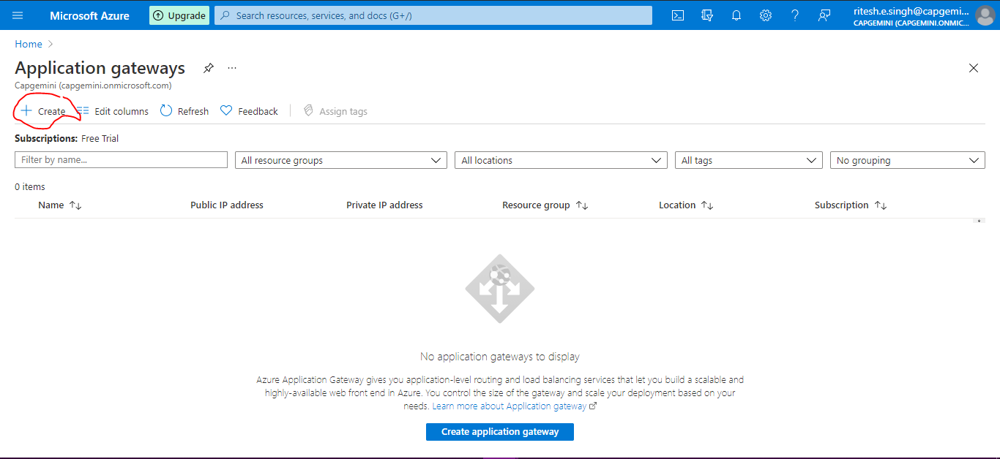 Microsoft Azure
Upgrade
Search resources, services, and docs (G+/)
ritesh.e.singh@capgemi...
CAPGEMINI (CAPGEMINI.ONMIC...
Home
Application gateways
Capgemini (capgemini.onmicrosoft.com)
Create
Edit columns
Refresh
Feedback
Assign tags
Subscriptions: Free Trial
Filter by name...
All resource groups
All locations
All tags
No grouping
0 items
Name
Public IP address
Private IP address
Resource group
Location
Subscription
No application gateways to display
Azure Application Gateway gives you application-level routing and load balancing services that let you build a scalable and
highly-available web front end in Azure. You control the size of the gateway and scale your deployment based on your
needs. Learn more about Application gateway
Create application gateway